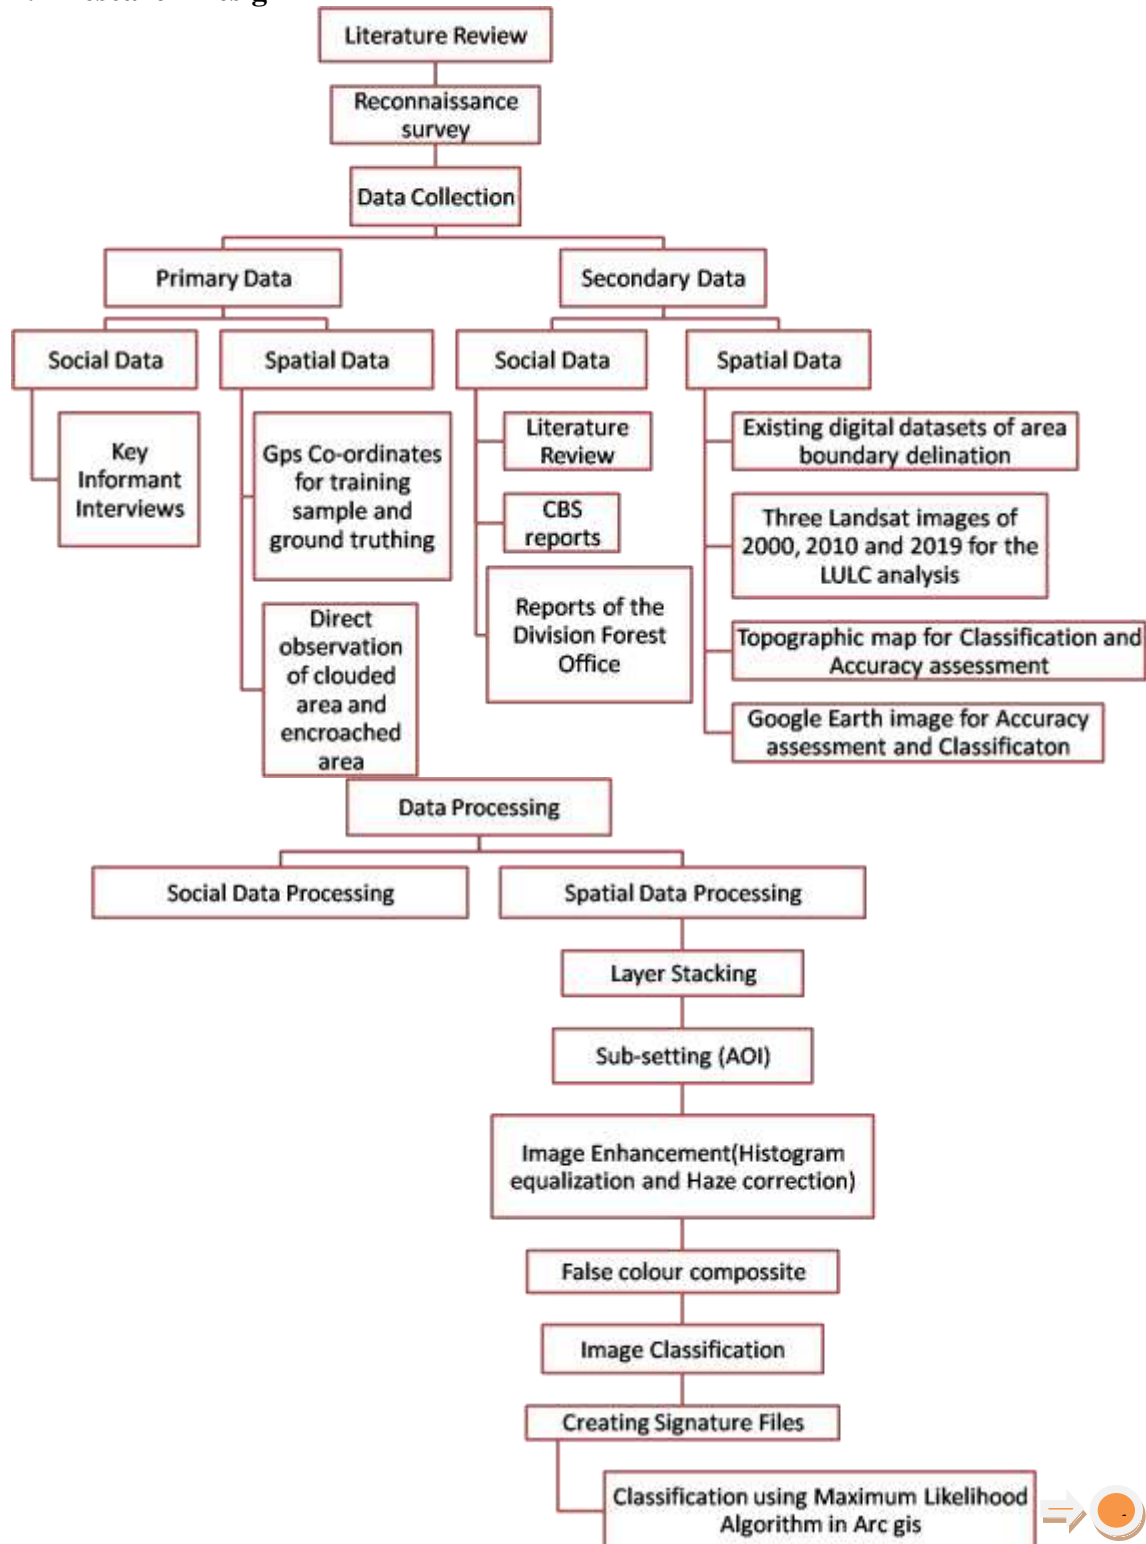 Literature Review
Reconnaissance
survey
Data Collection
Primary Data
Secondary Data
Social Data
Spatial Data
Social Data
Spatial Data
Key
Informant
Interviews
Gps Co-ordinates
for training
sample and
ground truthing
Direct
observation
of clouded
area and
encroached
area
Literature
Review
CBS
reports
Reports of the
Division Forest
Office
Existing digital datasets of area
boundary delination
Three Landsat images of
2000, 2010 and 2019 for the
LULC analysis
Topographic map for Classification and
Accuracy assessment
Google Earth image for Accuracy
assessment and Classificaton
Data Processing
Social Data Processing
Spatial Data Processing
Layer Stacking
Sub-setting (AOI)
Image Enhancement(Histogram
equalization and Haze correction)
False colour compossite
Image Classification
Creating Signature Files
Classification using Maximum Likelihood
Algorithm in Arc gis